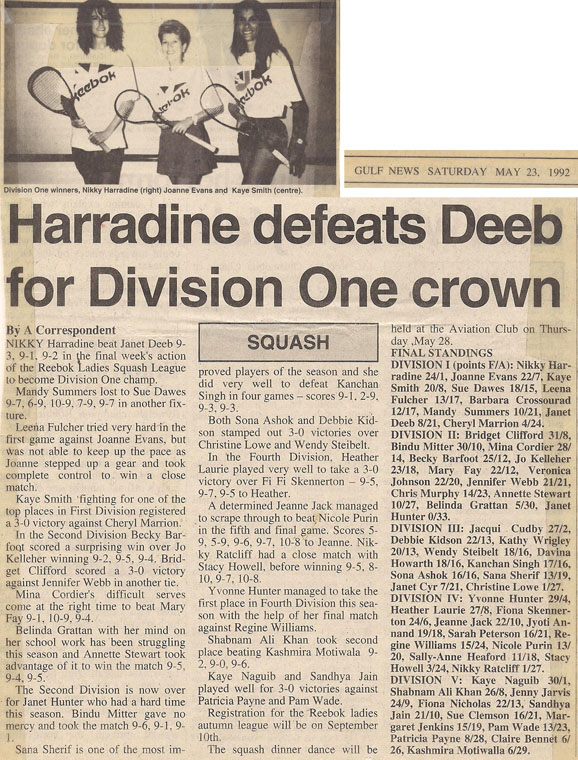 Reebok
Reebok
Reebok
Division One winners, Nikky Harradine (right) Joanne Evans and Kaye Smith (centre).
GULF NEWS SATURDAY MAY 23, 1992
Harradine defeats Deeb
for Division One crown
By A Correspondent
NIKKY Harradine beat Janet Deeb 9-
3, 9-1, 9-2 in the final week's action
of the Reebok Ladies Squash League
to become Division One champ.
Mandy Summers lost to Sue Dawes
9-7, 6-9, 10-9, 7-9, 9-7 in another fix-
ture.
Leena Fulcher tried very hard in the
first game against Joanne Evans, but
was not able to keep up the pace as
Joanne stepped up a gear and took
complete control to win a close
match.
Kaye Smith 'fighting for one of the
top places in First Division registered
a 3-0 victory against Cheryl Marrion.
In the Second Division Becky Bar-
foot scored a surprising win over Jo
Kelleher winning 9-2, 9-5, 9-4. Brid-
get Clifford scored a 3-0 victory
against Jennifer Webb in another tie.
Mina Cordier's difficult serves
come at the right time to beat Mary
Fay 9-1, 10-9, 9-4.
Belinda Grattan with her mind on
her school work has been struggling
this season and Annette Stewart took
advantage of it to win the match 9-5,
9-4, 9-5.
The Second Division is now over
for Janet Hunter who had a hard time
this season. Bindu Mitter gave no
mercy and took the match 9-6, 9-1, 9-
1.
Sana Sherif is one of the most im-
SQUASH
proved players of the season and she
did very well to defeat Kanchan
Singh in four games – scores 9-1, 2-9,
9-3, 9-3.
Both Sona Ashok and Debbie Kid-
son stamped out 3-0 victories over
Christine Lowe and Wendy Steibelt.
In the Fourth Division, Heather
Laurie played very well to take a 3-0
victory over Fi Fi Skennerton – 9-5,
9-7, 9-5 to Heather.
A determined Jeane Jack managed
to scrape through to beat Nicole Purin
in the fifth and final game. Scores 5-
9, 5-9, 9-6, 9-7, 10-8 to Jeane. Nik-
ky Ratcliff had a close match with
Stacy Howell, before winning 9-5, 8-
10, 9-7, 10-8.
Yvonne Hunter managed to take the
first place in Fourth Division this sea-
son with the help of her final match
against Regine Williams.
Shabnam Ali Khan took second
place beating Kashmira Motiwala 9-
2, 9-0, 9-6.
Kaye Naguib and Sandhya Jain
played well for 3-0 victories against
Patricia Payne and Pam Wade.
Registration for the Reebok ladies
autumn league will be on September
10th.
The squash dinner dance will be
held at the Aviation Club on Thurs-
day ,May 28.
FINAL STANDINGS
DIVISION I (points F/A): Nikky Har-
radine 24/1, Joanne Evans 22/7, Kaye
Smith 20/8, Sue Dawes 18/15, Leena
Fulcher 13/17, Barbara Crossourad
12/17, Mandy Summers 10/21, Janet
Deeb 8/21, Cheryl Marrion 4/24.
DIVISION II: Bridget Clifford 31/8,
Bindu Mitter 30/10, Mina Cordier 28/
14, Becky Barfoot 25/12, Jo Kelleher
23/18, Mary Fay 22/12, Veronica
Johnson 22/20, Jennifer Webb 21/21,
Chris Murphy 14/23, Annette Stewart
10/27, Belinda Grattan 5/30, Janet
Hunter 0/33.
DIVISION III: Jacqui Cudby 27/2,
Debbie Kidson 22/13, Kathy Wrigley
20/13, Wendy Steibelt 18/16, Davina
Howarth 18/16, Kanchan Singh 17/16,
Sona Ashok 16/16, Sana Sherif 13/19,
Janet Cyr 7/21, Christine Lowe 1/27.
DIVISION IV: Yvonne Hunter 29/4,
Heather Laurie 27/8, Fiona Skenner-
ton 24/6, Jeanne Jack 22/10, Jyoti An-
nand 19/18, Sarah Peterson 16/21, Re-
gine Williams 15/24, Nicole Purin 13/
20, Sally-Anne Heaford 11/18, Stacy
Howell 3/24, Nikky Ratcliff 1/27.
DIVISION V: Kaye Naguib 30/1,
Shabnam Ali Khan 26/8, Jenny Jarvis
24/9, Fiona Nicholas 22/13, Sandhya
Jain 21/10, Sue Clemson 16/21, Mar-
garet Jenkins 15/19, Pam Wade 13/23,
Patricia Payne 8/28, Claire Bennet 6/
26, Kashmira Motiwalla 6/29.